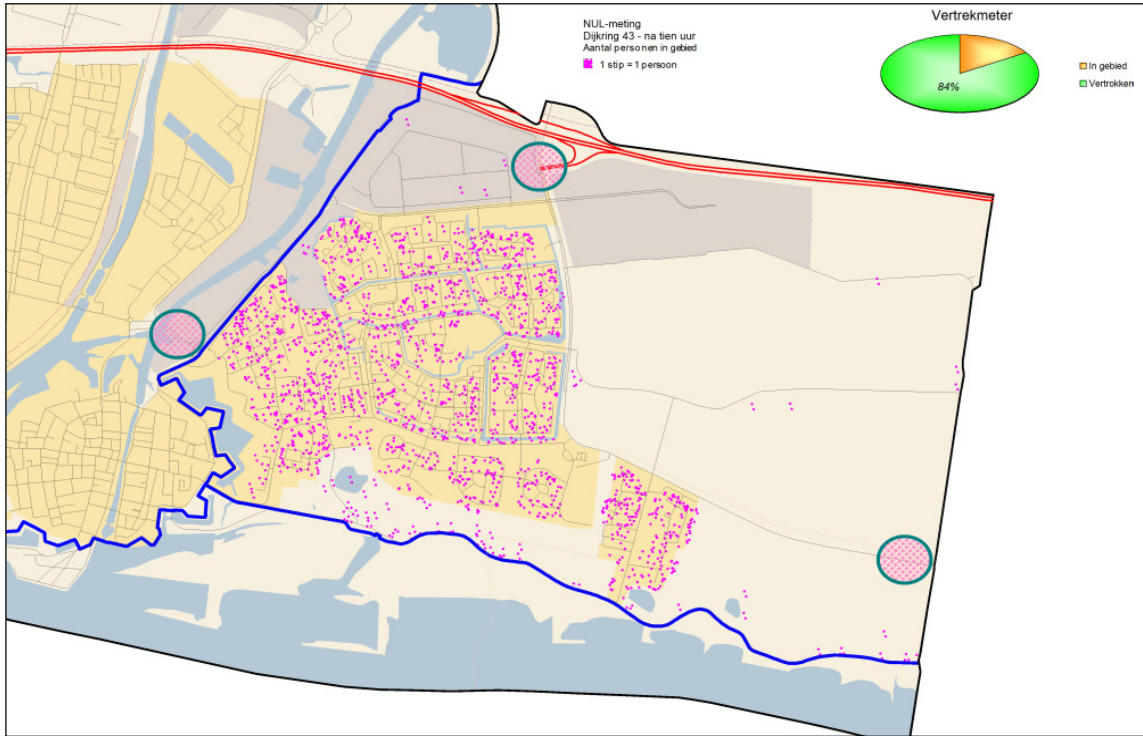 NUL-meting
Dijkring 43 - na tien uur
Aantal personen in gebied
1 stip = 1 persoon
Vertrekmeter
84%
In gebied
Vertrokken